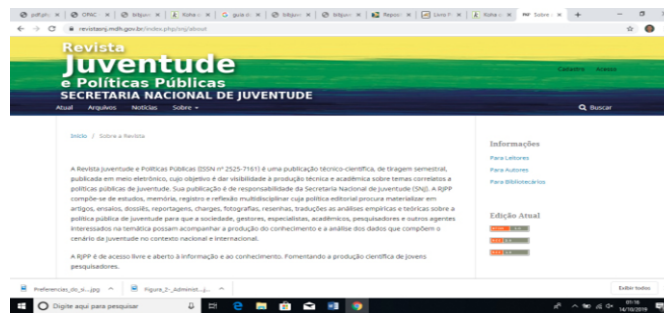 revistasnj.mdh.gov.br/index.php/snj/about
Revista
Juventude
e Políticas Públicas
SECRETARIA NACIONAL DE JUVENTUDE
Cadastro Acesso
Atual Arquivos Notícias Sobre
Buscar
Início / Sobre a Revista
A Revista Juventude e Políticas Públicas (ISSN nº 2525-7161) é uma publicação técnico-científica, de tiragem semestral,
publicada em meio eletrônico, cujo objetivo é dar visibilidade à produção técnica e acadêmica sobre temas correlatos a
políticas públicas de juventude. Sua publicação é de responsabilidade da Secretaria Nacional de Juventude (SNJ). A RJPP
compõe-se de estudos, memória, registro e reflexão multidisciplinar cuja política editorial procura materializar em
artigos, ensaios, dossiês, reportagens, charges, fotografias, resenhas, traduções as análises empíricas e teóricas sobre a
política pública de juventude para que a sociedade, gestores, especialistas, acadêmicos, pesquisadores e outros agentes
interessados na temática possam acompanhar a produção do conhecimento e a análise dos dados que compõem o
cenário da juventude no contexto nacional e internacional.
A RJPP é de acesso livre e aberto à informação e ao conhecimento. Fomentando a produção científica de jovens
pesquisadores.
Informações
Para Leitores
Para Autores
Para Bibliotecários
Edição Atual
Preferencias_do_si....jpg
Figura_2-_Administ...j...
Exibir todos
Digite aqui para pesquisar
01:16
14/10/2019